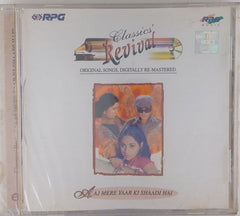 RPG
Classics'
Revival
ORIGINAL SONGS, DIGITALLY RE-MASTERED
AAJ MERE YAAR KI SHAADI HAI